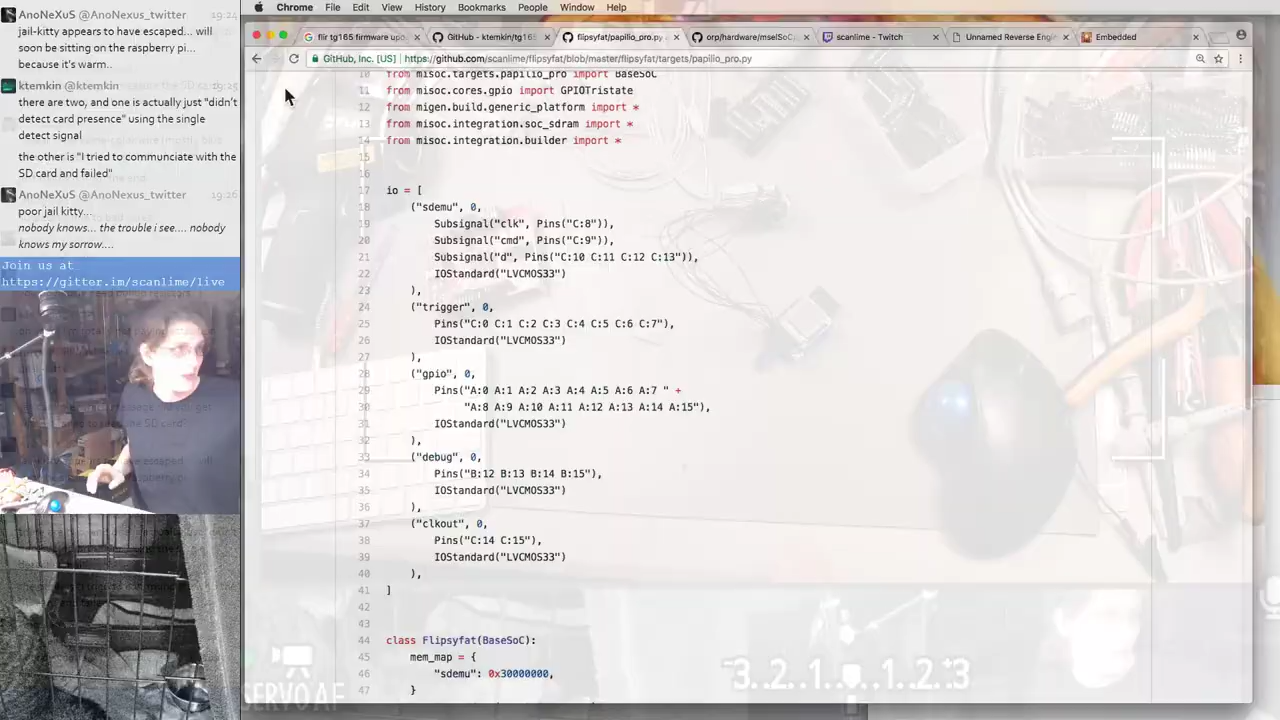 Chrome File Edit View History Bookmarks People Window Help
flir tg165 firmware update
GitHub - ktemkin/tg165
flipsyfat/papilio_pro.py
orp/hardware/mselSoC
scanlime - Twitch
Unnamed Reverse Engi
Embedded
GitHub, Inc. [US] https://github.com/scanlime/flipsyfat/blob/master/flipsyfat/targets/papilio_pro.py
AnoNeXuS @AnoNexus_twitter 19:24
jail-kitty appears to have escaped... will
soon be sitting on the raspberry pi...
because it's warm..
ktemkin @ktemkin 19:25
there are two, and one is actually just "didn't
detect card presence" using the single
detect signal
the other is "I tried to communciate with the
SD card and failed"
AnoNeXuS @AnoNexus_twitter 19:26
poor jail kitty...
nobody knows... the trouble i see.... nobody
knows my sorrow....
Join us at
https://gitter.im/scanlime/live
10 from misoc.targets.papilio_pro import BaseSoC
11 from misoc.cores.gpio import GPIOTristate
12 from migen.build.generic_platform import *
13 from misoc.integration.soc_sdram import *
14 from misoc.integration.builder import *
15
16
17 io = [
18 ("sdemu", 0,
19 Subsignal("clk", Pins("C:8")),
20 Subsignal("cmd", Pins("C:9")),
21 Subsignal("d", Pins("C:10 C:11 C:12 C:13")),
22 IOStandard("LVCMOS33")
23 ),
24 ("trigger", 0,
25 Pins("C:0 C:1 C:2 C:3 C:4 C:5 C:6 C:7"),
26 IOStandard("LVCMOS33")
27 ),
28 ("gpio", 0,
29 Pins("A:0 A:1 A:2 A:3 A:4 A:5 A:6 A:7 " +
30 "A:8 A:9 A:10 A:11 A:12 A:13 A:14 A:15"),
31 IOStandard("LVCMOS33")
32 ),
33 ("debug", 0,
34 Pins("B:12 B:13 B:14 B:15"),
35 IOStandard("LVCMOS33")
36 ),
37 ("clkout", 0,
38 Pins("C:14 C:15"),
39 IOStandard("LVCMOS33")
40 ),
41 ]
42
43
44 class Flipsyfat(BaseSoC):
45 mem_map = {
46 "sdemu": 0x30000000,
47 }
SERVO AF
3..2..1...1..2..3